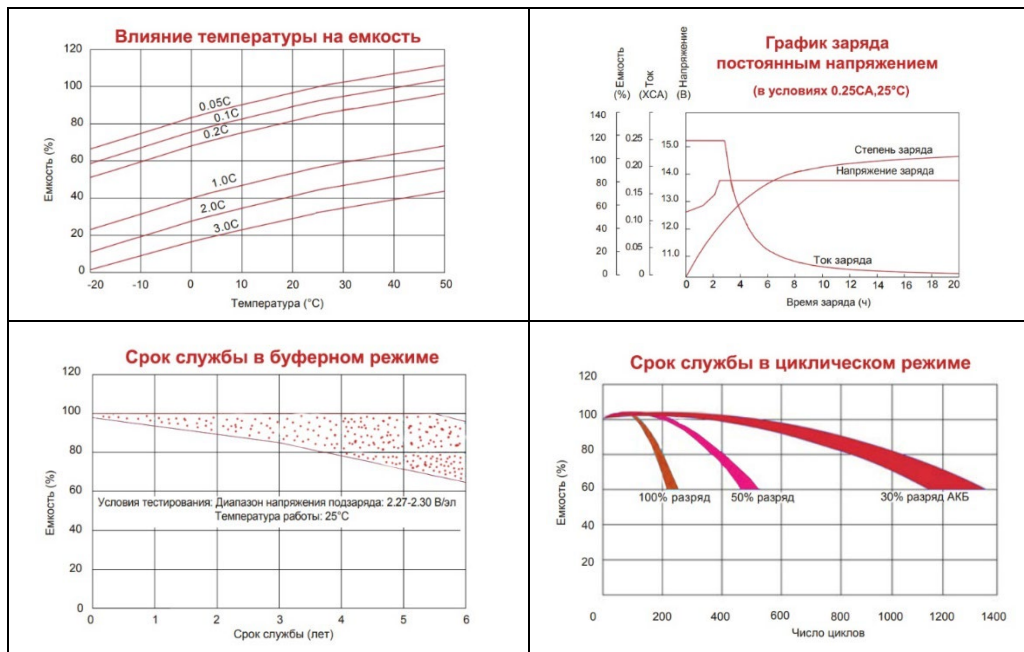 Влияние температуры на емкость
120
100
80
60
40
20
0
Емкость (%)
0.05C
0.1C
0.2C
1.0C
2.0C
3.0C
-20 -10 0 10 20 30 40 50
Температура (°C)
График заряда
постоянным напряжением
(в условиях 0.25CA,25°C)
Емкость
(%)
Ток
(XCA)
Напряжение
(В)
140
120
100
80
60
40
20
0
0.25
0.20
0.15
0.10
0.05
0
15.0
14.0
13.0
12.0
11.0
Степень заряда
Напряжение заряда
Ток заряда
0 2 4 6 8 10 12 14 16 18 20
Время заряда (ч)
Срок службы в буферном режиме
120
100
80
60
40
20
0
Емкость (%)
Условия тестирования: Диапазон напряжения подзаряда: 2.27-2.30 В/эл
Температура работы: 25°C
0 1 2 3 4 5 6
Срок службы (лет)
Срок службы в циклическом режиме
120
100
80
60
40
20
Емкость (%)
100% разряд 50% разряд 30% разряд АКБ
0 200 400 600 800 1000 1200 1400
Число циклов